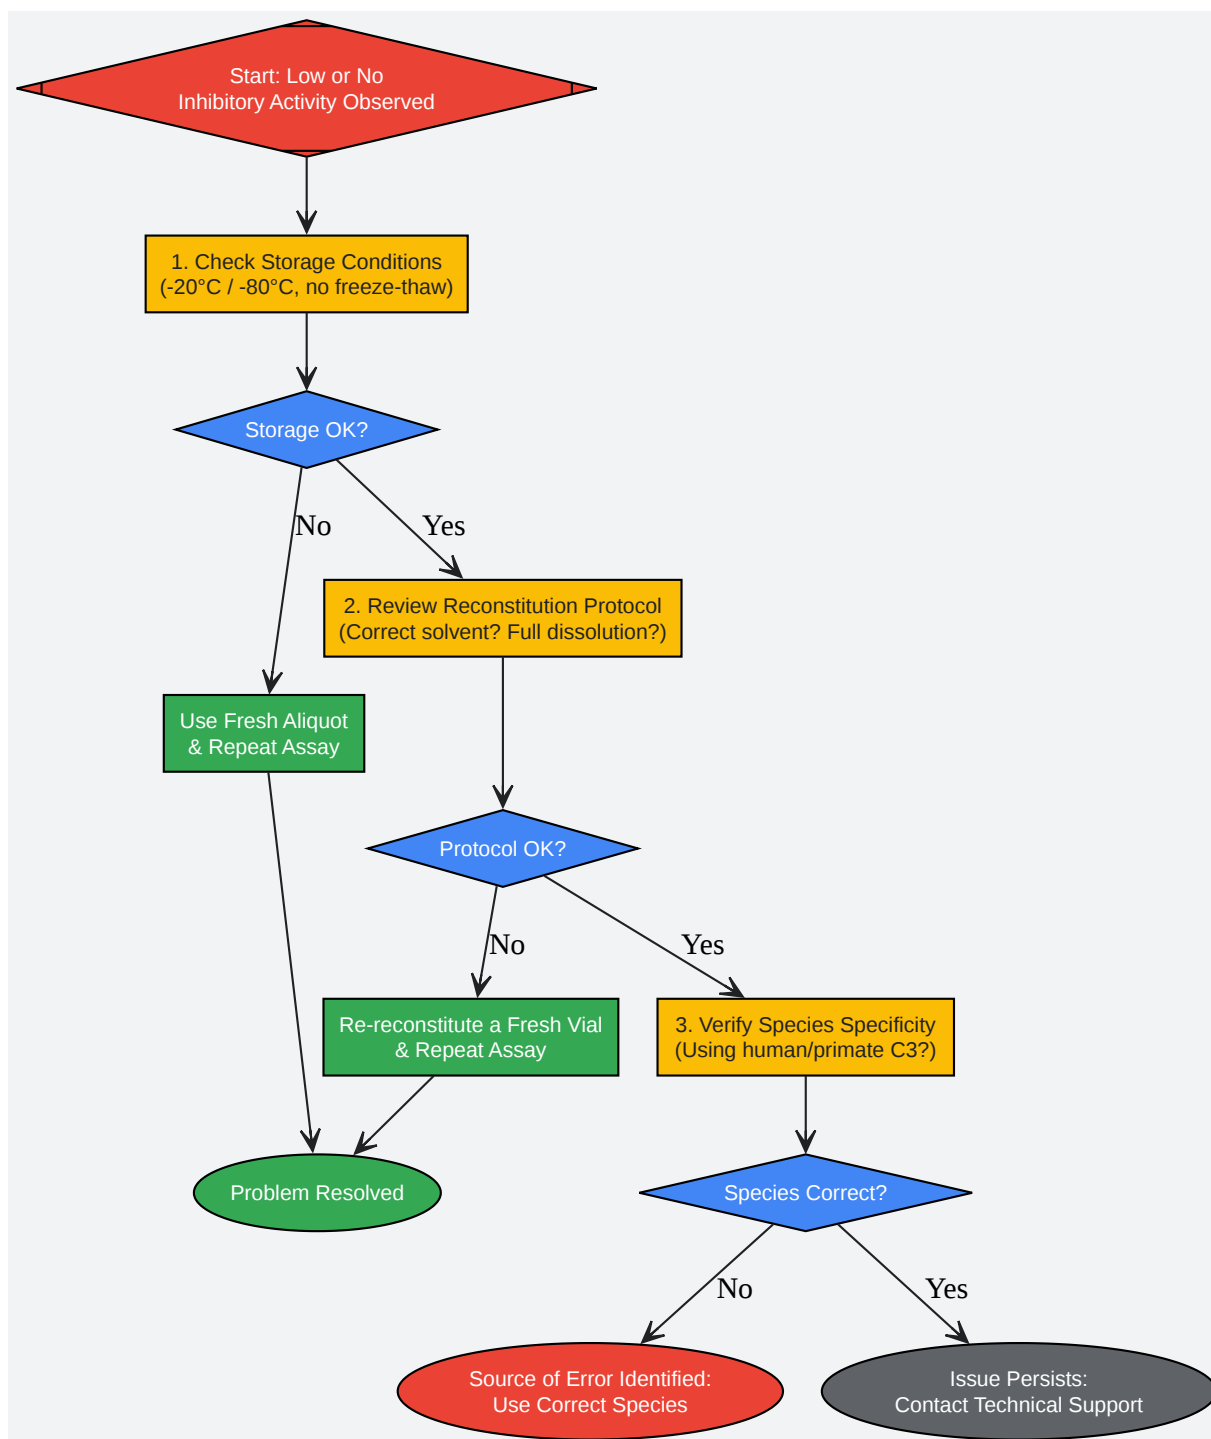 Start: Low or No
Inhibitory Activity Observed
1. Check Storage Conditions
(-20°C / -80°C, no freeze-thaw)
Storage OK?
No
Yes
2. Review Reconstitution Protocol
(Correct solvent? Full dissolution?)
Use Fresh Aliquot
& Repeat Assay
Protocol OK?
No
Yes
Re-reconstitute a Fresh Vial
& Repeat Assay
3. Verify Species Specificity
(Using human/primate C3?)
Problem Resolved
Species Correct?
No
Yes
Source of Error Identified:
Use Correct Species
Issue Persists:
Contact Technical Support